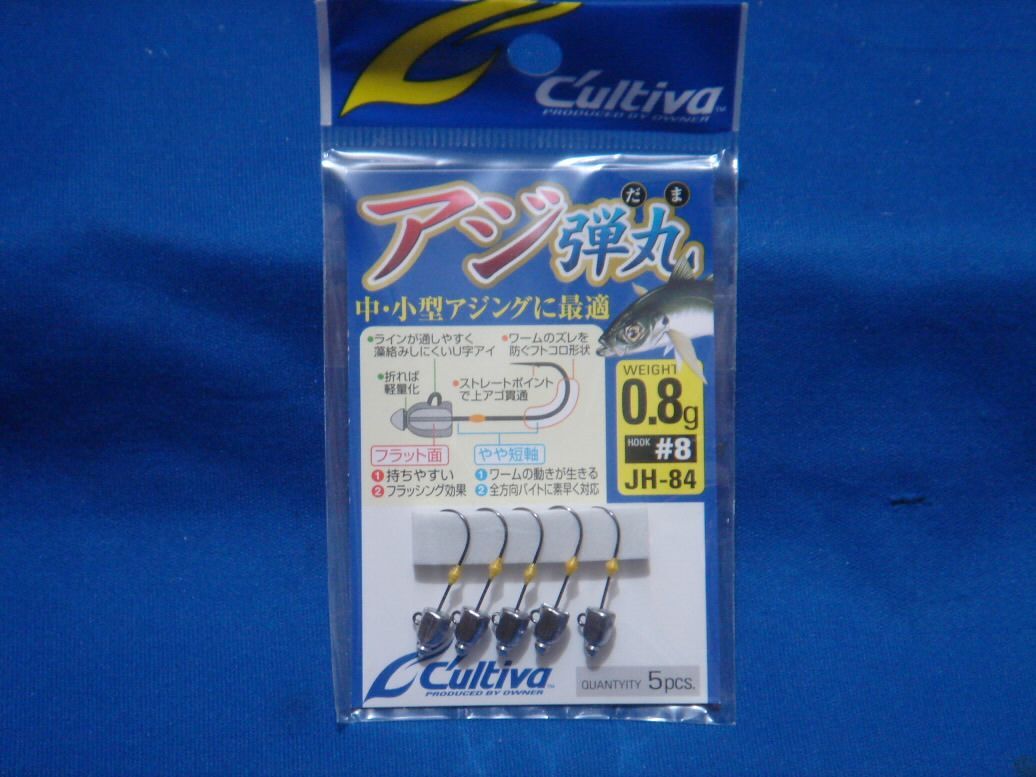 C'ultiva™
PRODUCED BY OWNER
だま
アジ弾丸
中・小型アジングに最適
●ラインが通しやすく
藻絡みしにくいU字アイ
●ワームのズレを
防ぐフトコロ形状
●折れば
軽量化
●ストレートポイント
で上アゴ貫通
フラット面
1 持ちやすい
2 フラッシング効果
やや短軸
1 ワームの動きが生きる
2 全方向バイトに素早く対応
WEIGHT
0.8g
HOOK #8
JH-84
C'ultiva™
PRODUCED BY OWNER
QUANTYITY 5pcs.